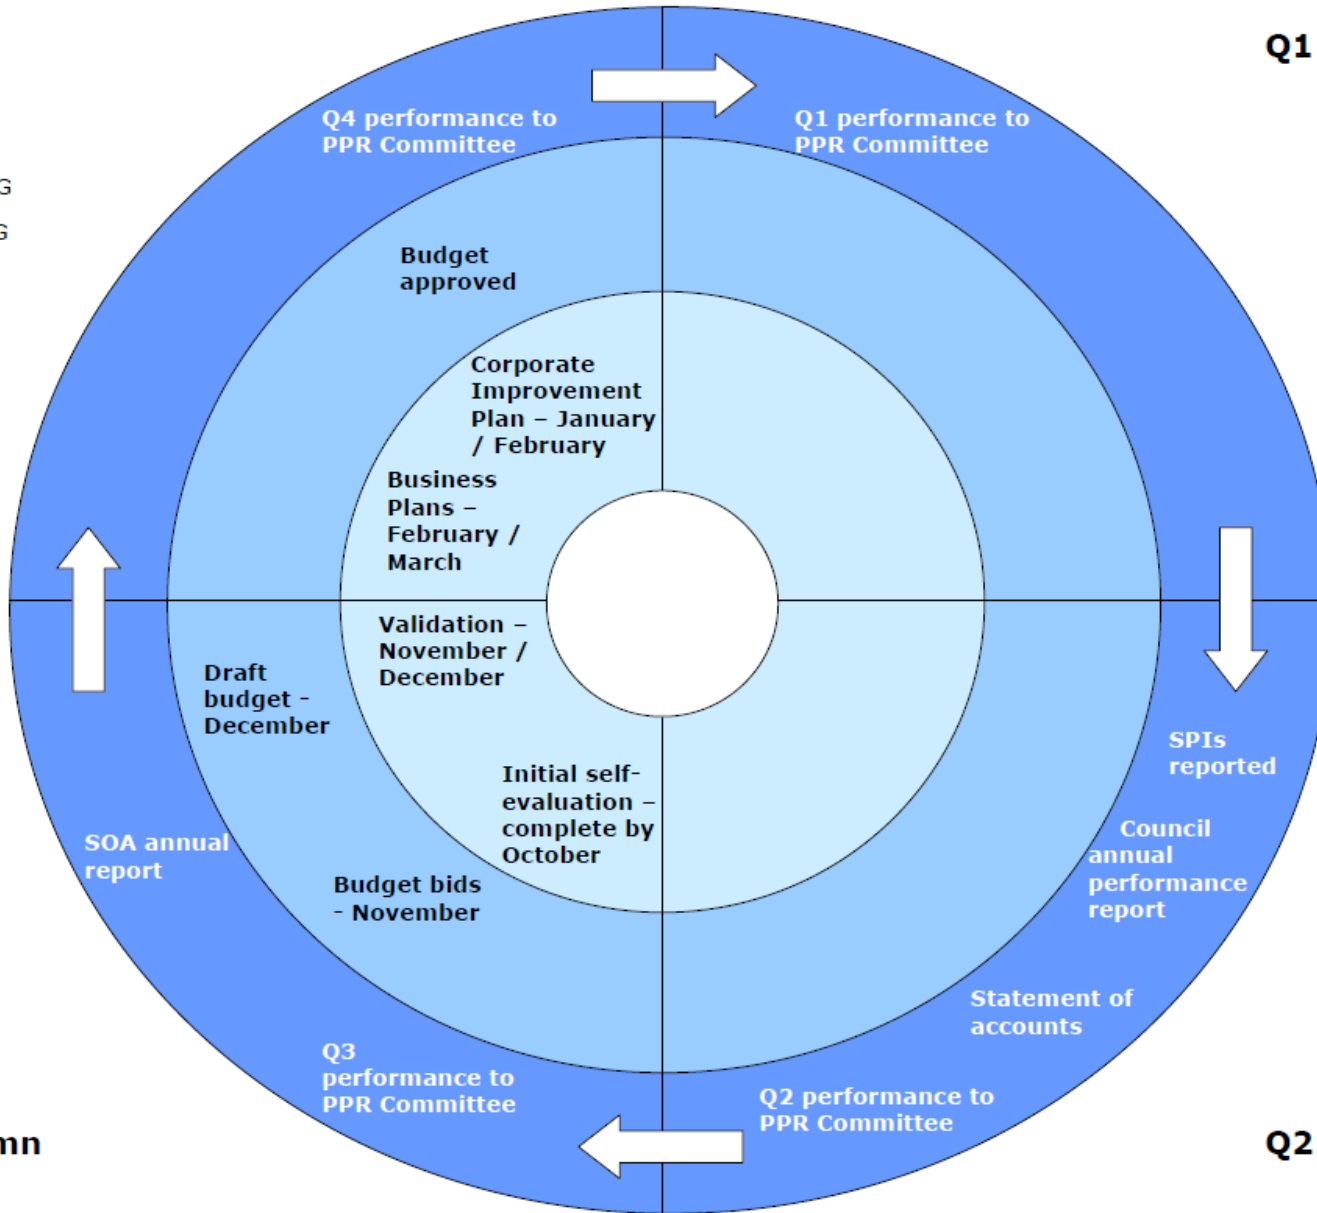 Q1
Q4 performance to
PPR Committee
Q1 performance to
PPR Committee
G
G
Budget
approved
Corporate
Improvement
Plan – January
/ February
Business
Plans –
February /
March
Validation –
November /
December
Draft
budget -
December
SPIs
reported
Initial self-
evaluation –
complete by
October
SOA annual
report
Council
annual
performance
report
Budget bids
- November
Statement of
accounts
Q3
performance to
PPR Committee
Q2 performance to
PPR Committee
mn
Q2